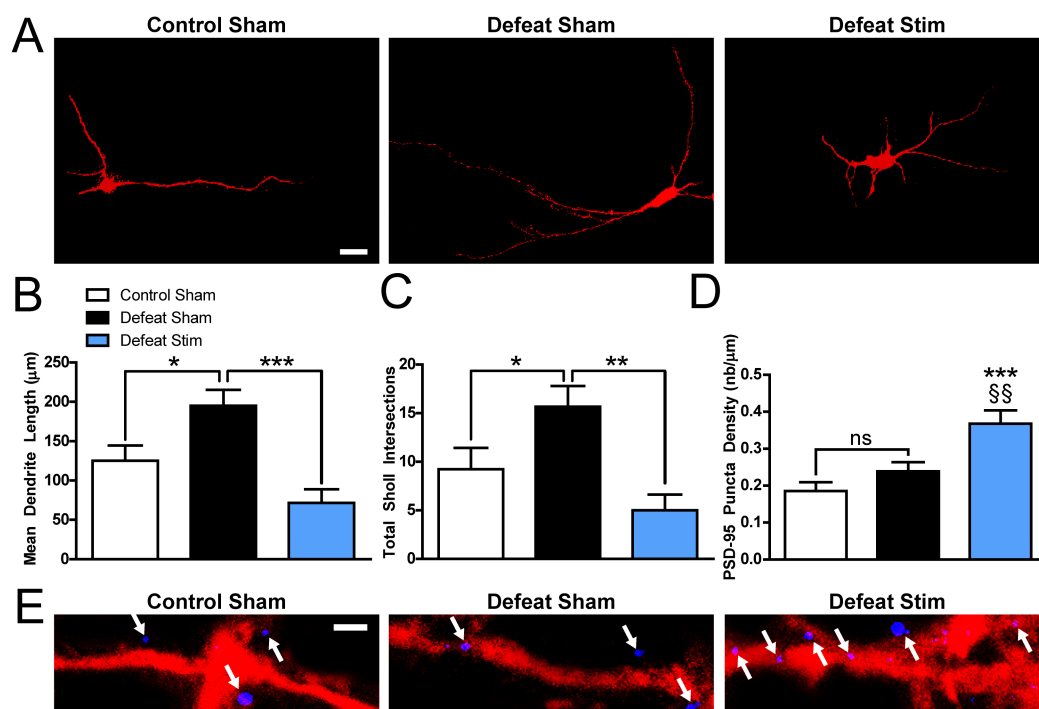 A
Control Sham
Defeat Sham
Defeat Stim
B
Control Sham
Defeat Sham
Defeat Stim
Mean Dendrite Length (µm)
250
200
150
100
50
0
*
***
C
Total Sholl Intersections
20
15
10
5
0
*
**
D
PSD-95 Puncta Density (nb/µm)
0.5
0.4
0.3
0.2
0.1
0.0
ns
***
§§
E
Control Sham
Defeat Sham
Defeat Stim